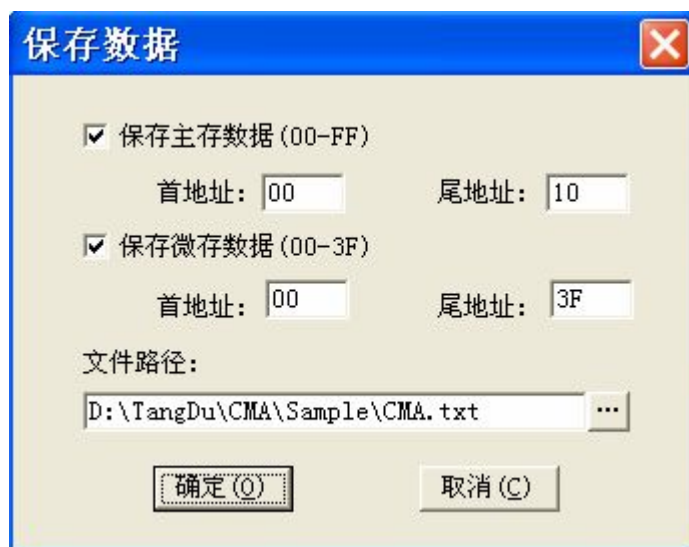 保存数据
保存主存数据(00-FF)
首地址: 00 尾地址: 10
保存微存数据(00-3F)
首地址: 00 尾地址: 3F
文件路径:
D:\TangDu\CMA\Sample\CMA.txt ...
确定(O) 取消(C)